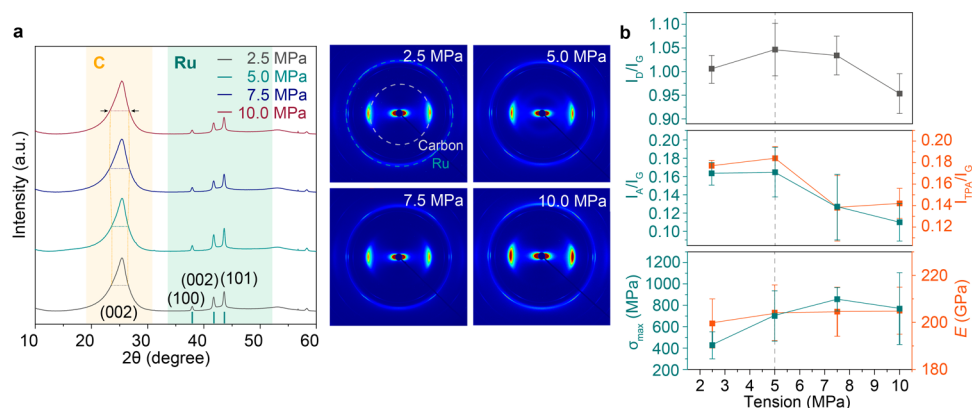 a
C
Ru
2.5 MPa
5.0 MPa
7.5 MPa
10.0 MPa
Intensity (a.u.)
(002)
(100)
(002)
(101)
10 20 30 40 50 60
2θ (degree)
2.5 MPa
Carbon
Ru
5.0 MPa
7.5 MPa
10.0 MPa
b
I_D/I_G
1.10
1.05
1.00
0.95
0.90
I_A/I_G
0.20
0.18
0.16
0.14
0.12
0.10
0.20
0.18
0.16
0.14
0.12
I_TPA/I_G
σ_max (MPa)
1200
1000
800
600
400
200
220
200
180
E (GPa)
2 3 4 5 6 7 8 9 10
Tension (MPa)